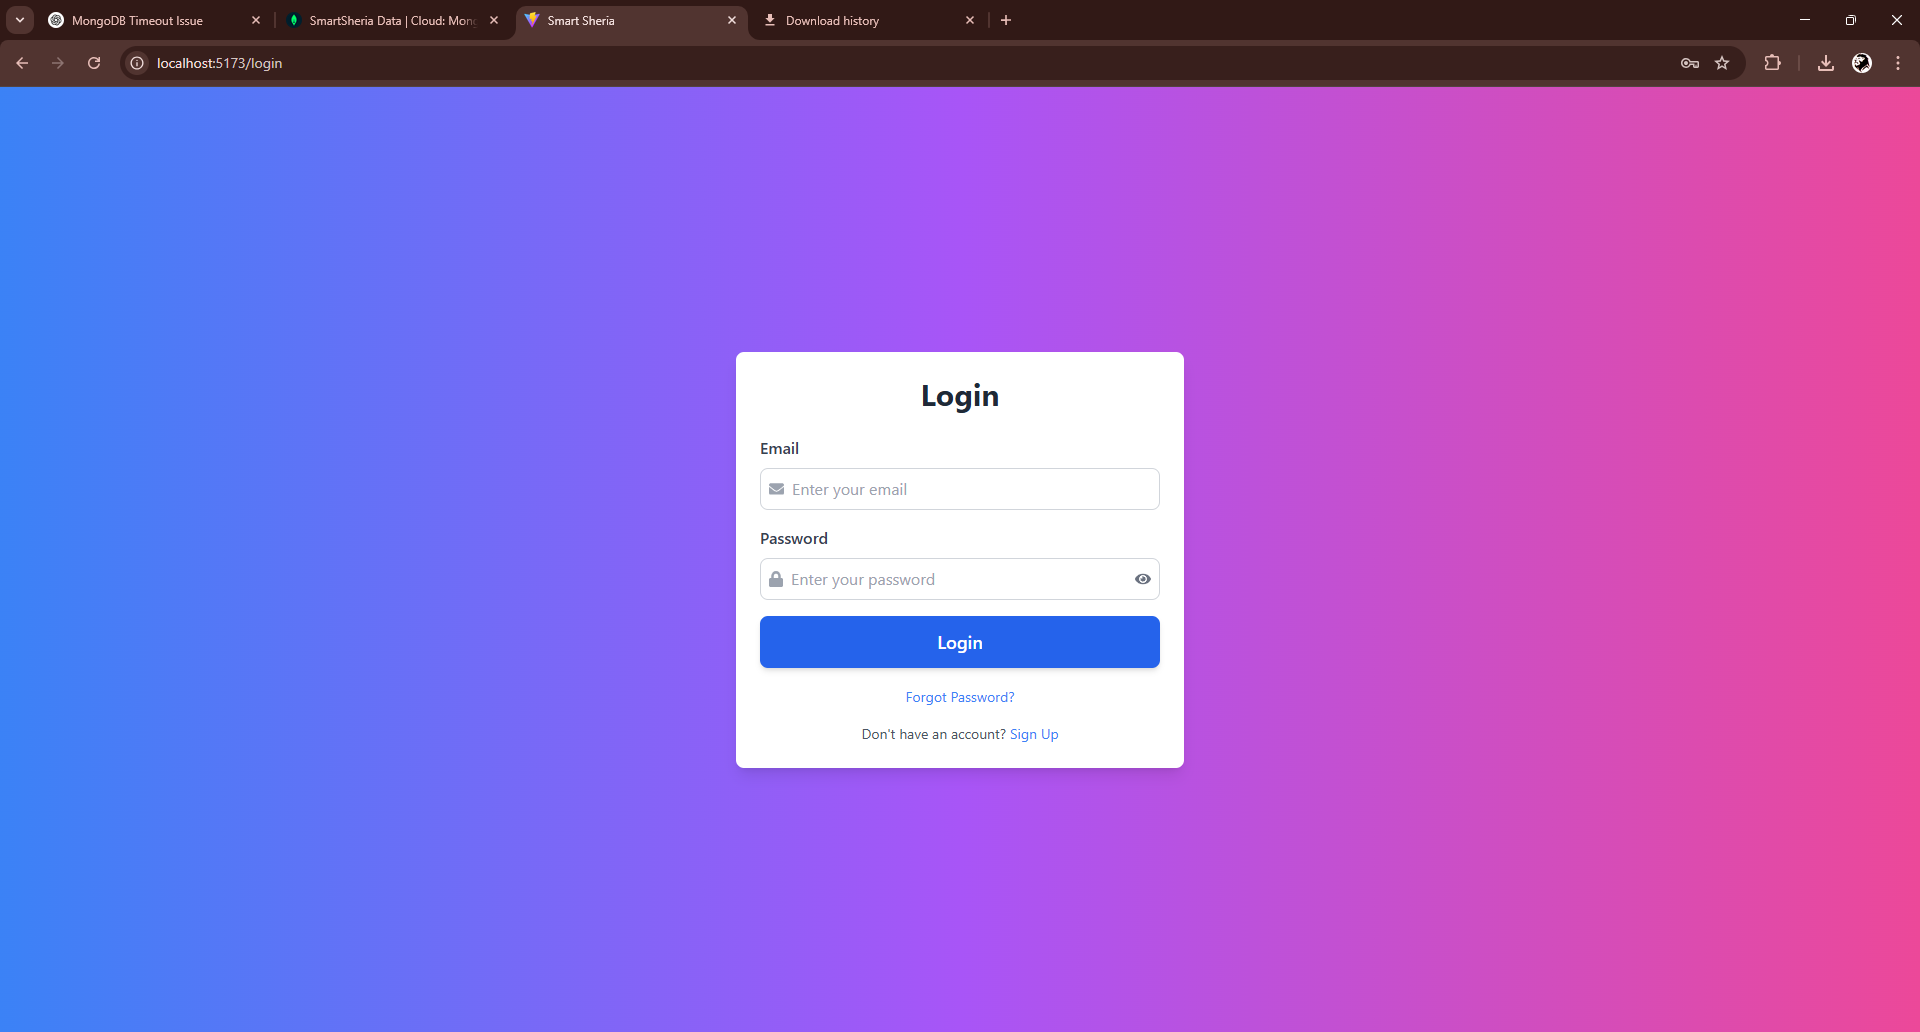 MongoDB Timeout Issue
SmartSheria Data | Cloud: Mon
Smart Sheria
Download history
localhost:5173/login
Login
Email
Enter your email
Password
Enter your password
Login
Forgot Password?
Don't have an account? Sign Up